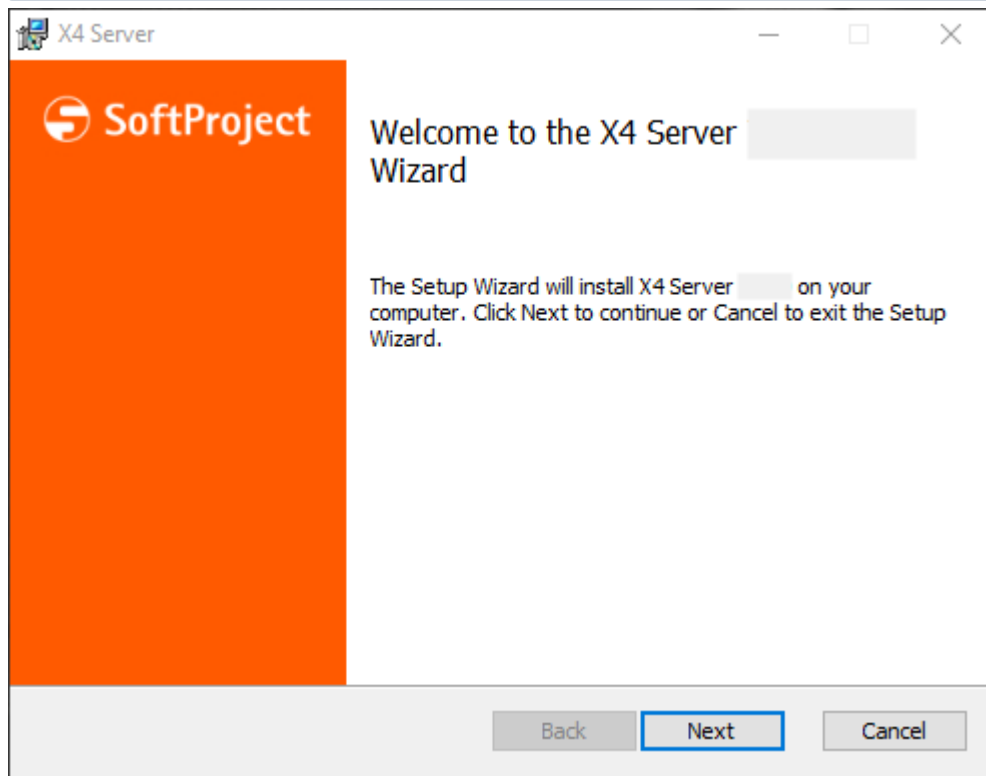 X4 Server
SoftProject
Welcome to the X4 Server
Wizard
The Setup Wizard will install X4 Server on your
computer. Click Next to continue or Cancel to exit the Setup
Wizard.
Back Next Cancel